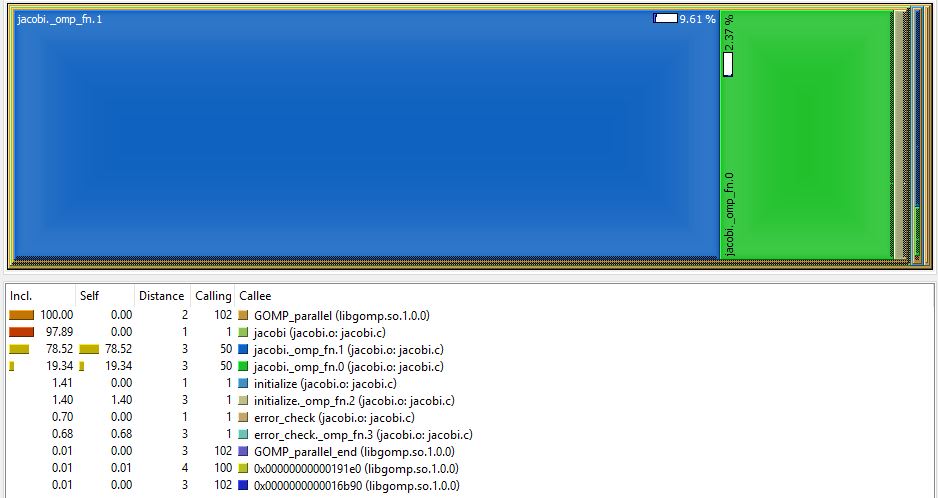 jacobi._omp_fn.1 9.61 %
2.37 %
jacobi._omp_fn.0
Incl. Self Distance Calling Callee
100.00 0.00 2 102 GOMP_parallel (libgomp.so.1.0.0)
97.89 0.00 1 1 jacobi (jacobi.o: jacobi.c)
78.52 78.52 3 50 jacobi._omp_fn.1 (jacobi.o: jacobi.c)
19.34 19.34 3 50 jacobi._omp_fn.0 (jacobi.o: jacobi.c)
1.41 0.00 1 1 initialize (jacobi.o: jacobi.c)
1.40 1.40 3 1 initialize._omp_fn.2 (jacobi.o: jacobi.c)
0.70 0.00 1 1 error_check (jacobi.o: jacobi.c)
0.68 0.68 3 1 error_check._omp_fn.3 (jacobi.o: jacobi.c)
0.01 0.00 3 102 GOMP_parallel_end (libgomp.so.1.0.0)
0.01 0.01 4 100 0x00000000000191e0 (libgomp.so.1.0.0)
0.01 0.00 3 102 0x0000000000016b90 (libgomp.so.1.0.0)